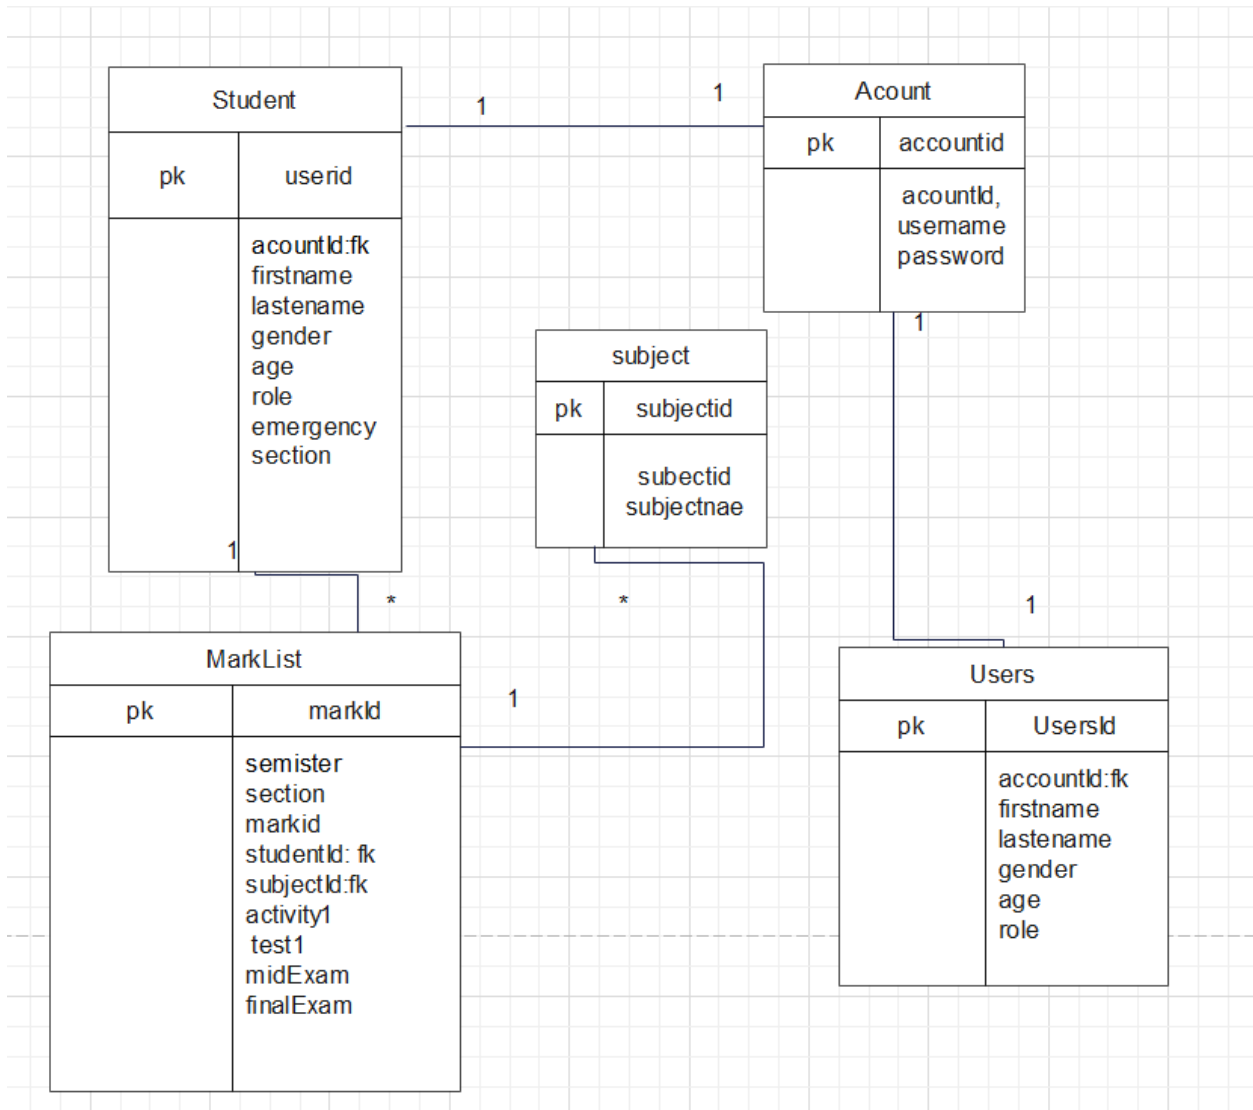 Student
pk
userid
acountId:fk
firstname
lastename
gender
age
role
emergency
section
1
1
1
Acount
pk
accountid
acountId,
username
password
1
subject
pk
subjectid
subectid
subjectnae
*
*
1
1
MarkList
pk
markId
semister
section
markid
studentId: fk
subjectId:fk
activity1
test1
midExam
finalExam
Users
pk
UsersId
accountId:fk
firstname
lastename
gender
age
role